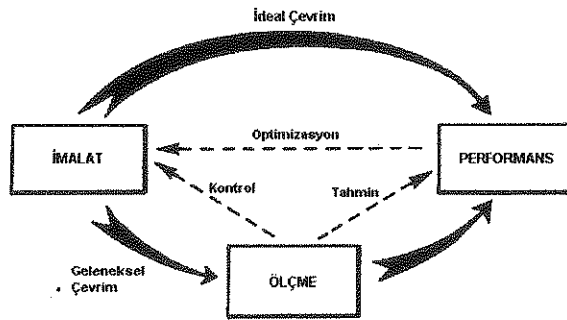 İdeal Çevrim
Optimizasyon
İMALAT
PERFORMANS
Kontrol
Tahmin
Geleneksel
Çevrim
ÖLÇME